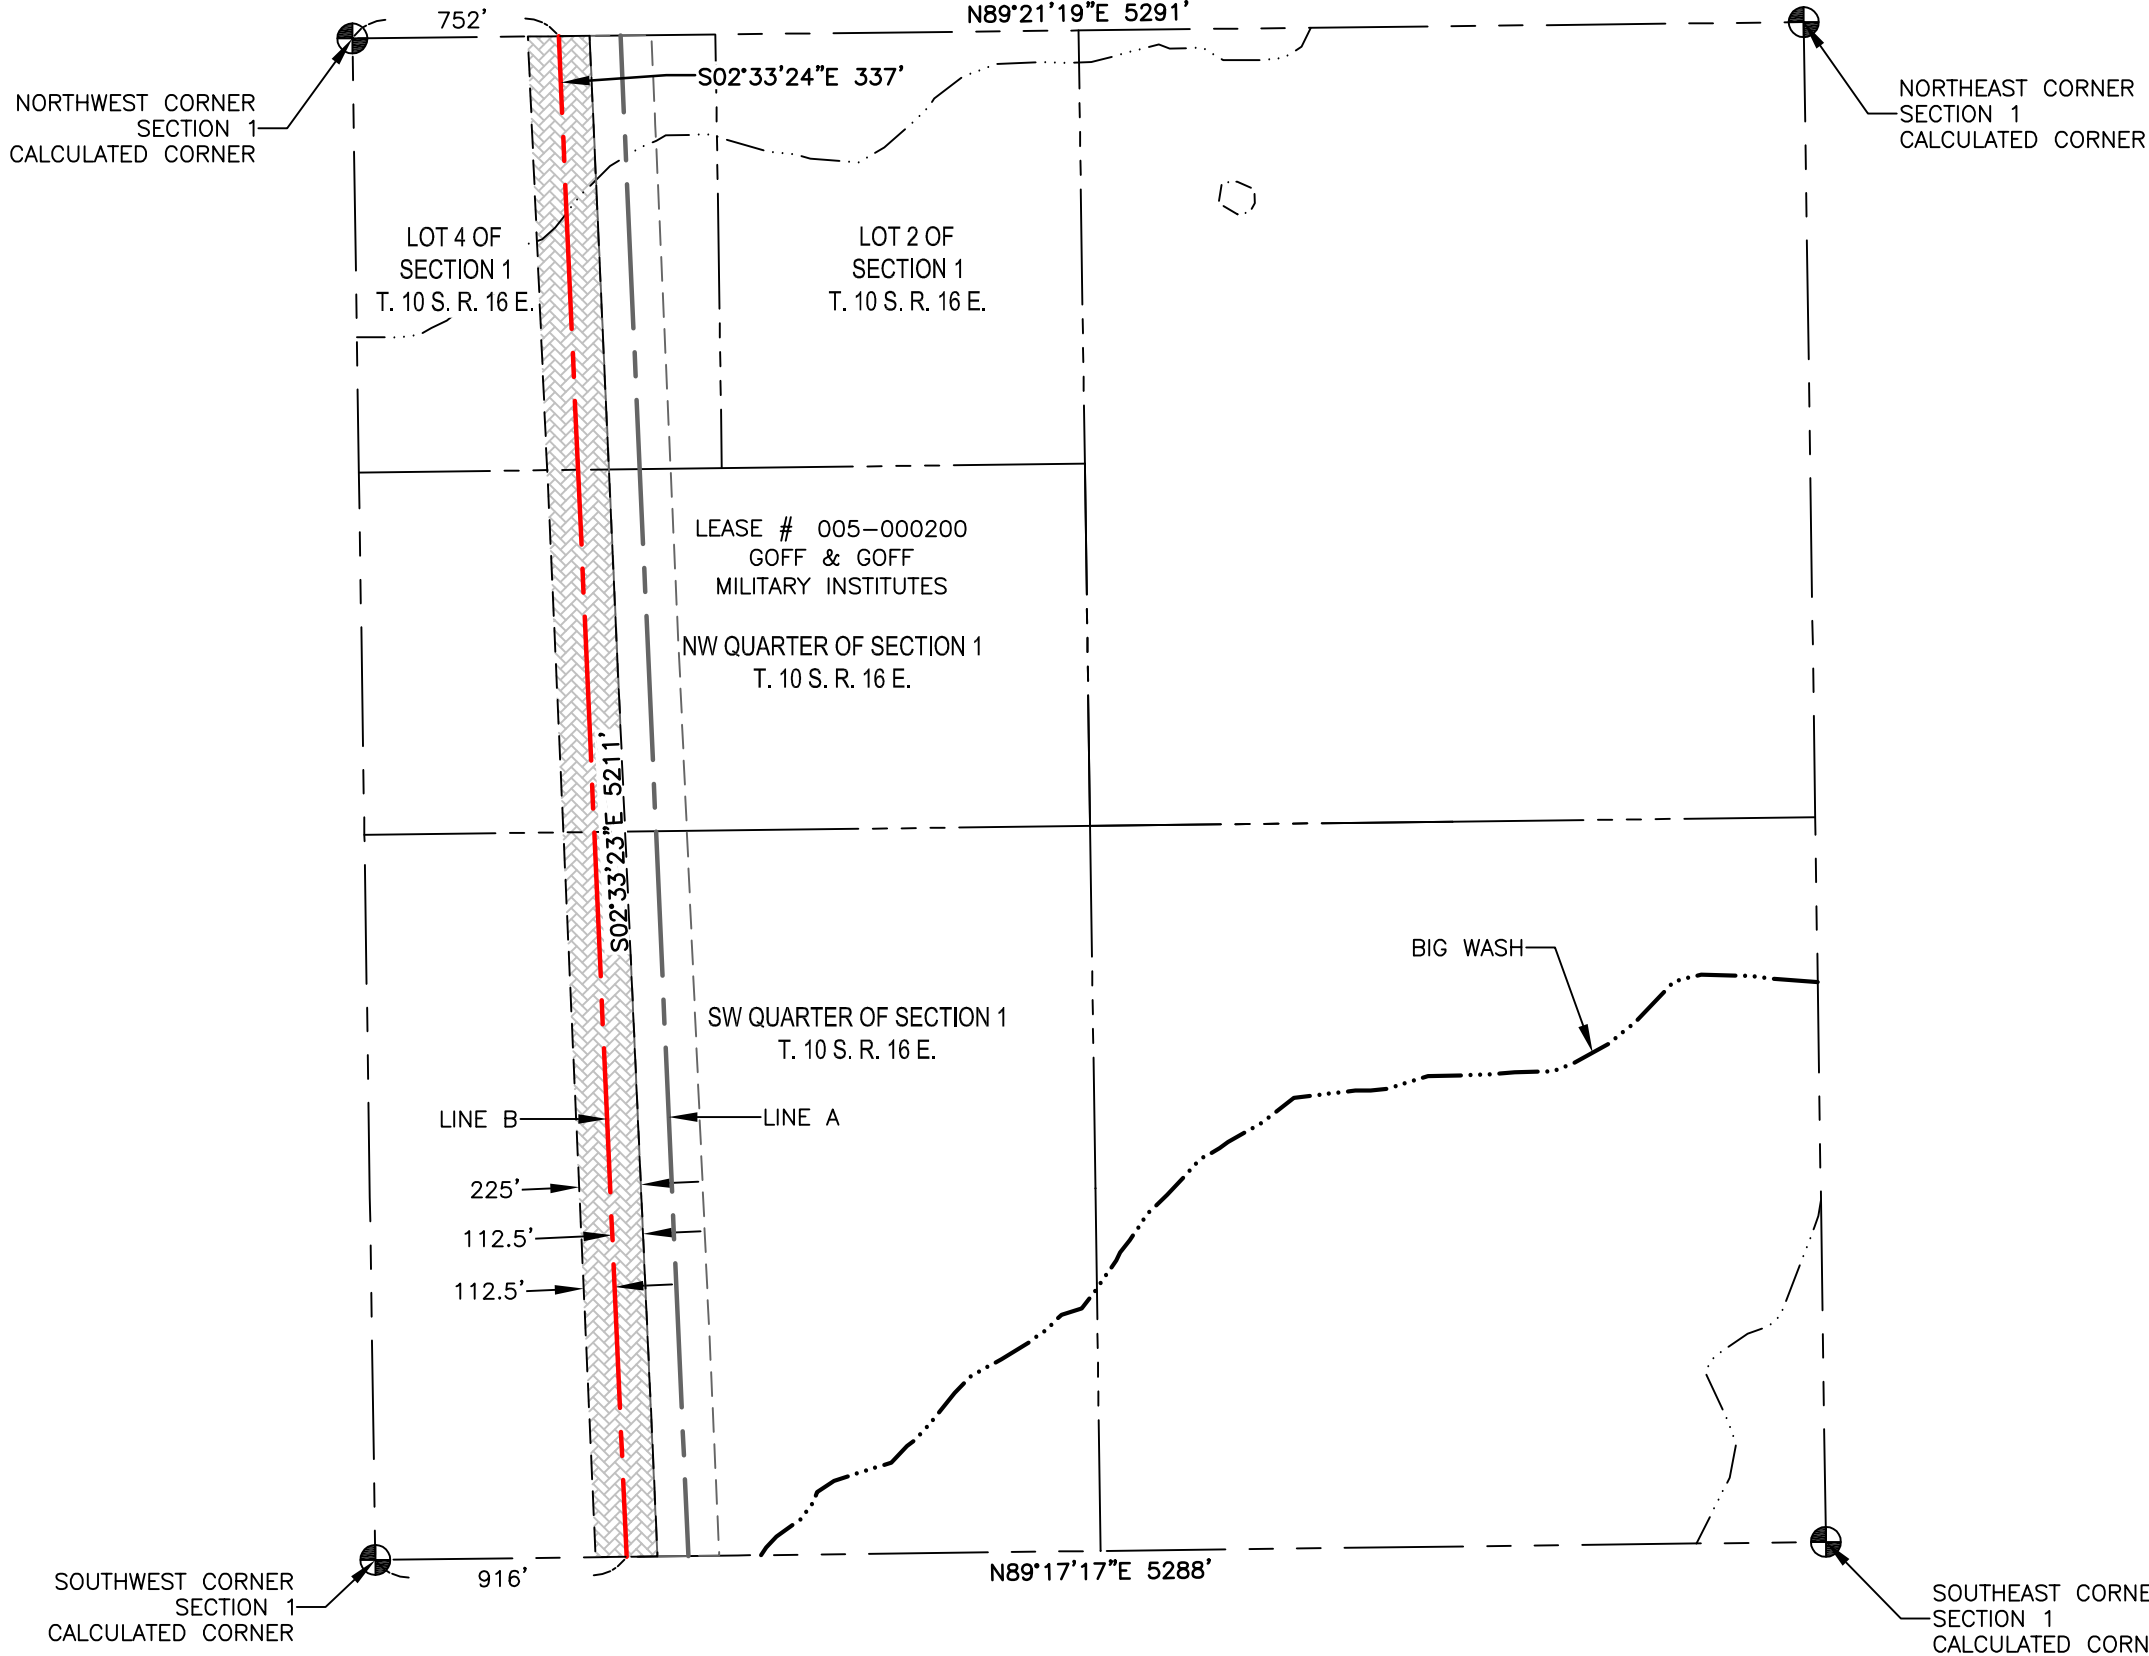 752'
N89°21'19"E 5291'
S02°33'24"E 337'
NORTHWEST CORNER
SECTION 1
CALCULATED CORNER
NORTHEAST CORNER
SECTION 1
CALCULATED CORNER
LOT 4 OF
SECTION 1
T. 10 S. R. 16 E.
LOT 2 OF
SECTION 1
T. 10 S. R. 16 E.
LEASE # 005-000200
GOFF & GOFF
MILITARY INSTITUTES
NW QUARTER OF SECTION 1
T. 10 S. R. 16 E.
S02°33'23"E 5211'
BIG WASH
SW QUARTER OF SECTION 1
T. 10 S. R. 16 E.
LINE B
LINE A
225'
112.5'
112.5'
916'
N89°17'17"E 5288'
SOUTHWEST CORNER
SECTION 1
CALCULATED CORNER
SOUTHEAST CORNE
SECTION 1
CALCULATED CORN